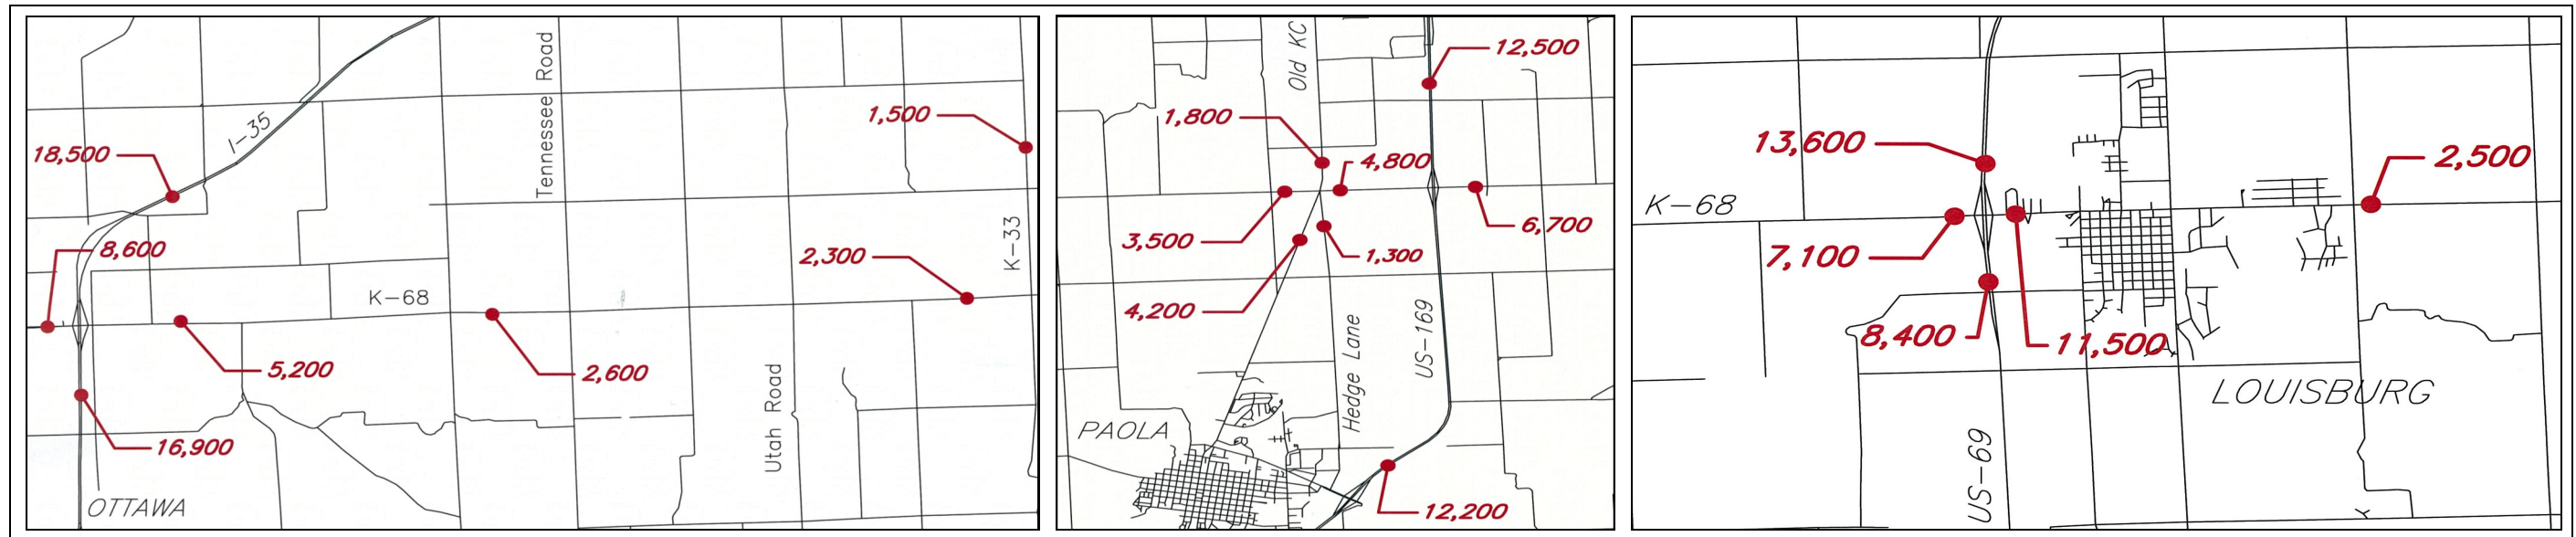 Tennessee Road
I-35
1,500
18,500
8,600
K-33
2,300
K-68
5,200
2,600
Utah Road
16,900
OTTAWA
Old KC
12,500
1,800
4,800
3,500
6,700
1,300
4,200
Hedge Lane
US-169
PAOLA
12,200
13,600
2,500
K-68
7,100
8,400
11,500
LOUISBURG
US-69